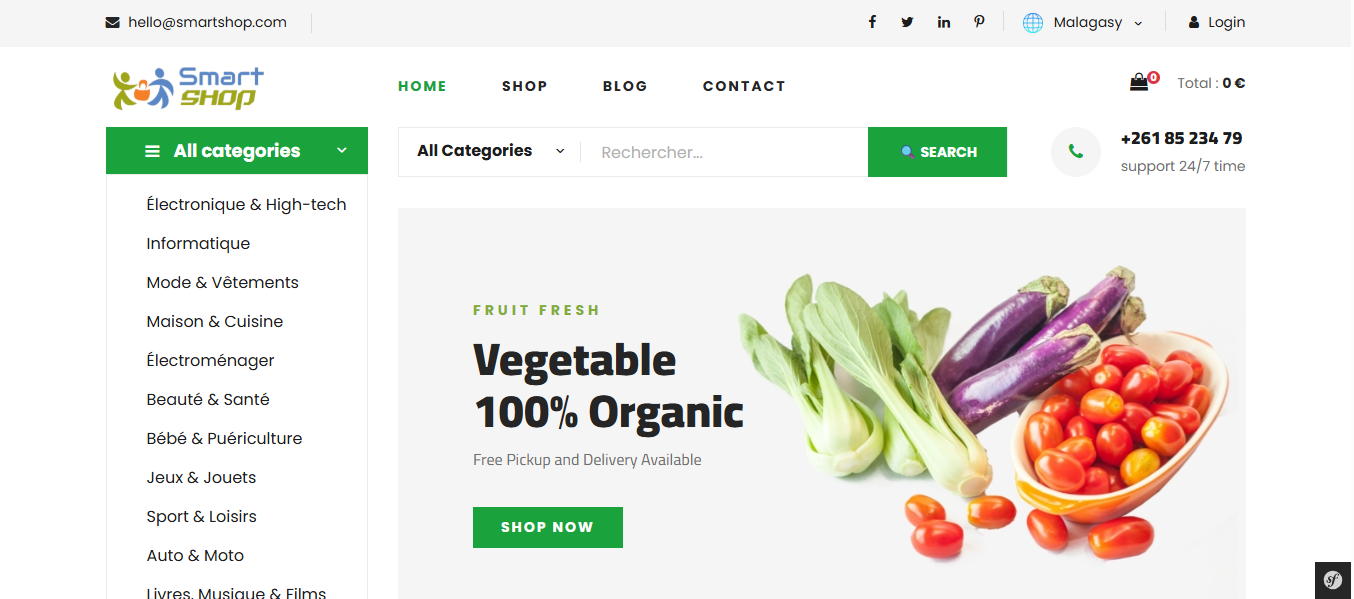 hello@smartshop.com
Malagasy
Login
Smart
SHOP
HOME
SHOP
BLOG
CONTACT
0
Total : 0 €
All categories
All Categories
Rechercher...
SEARCH
+261 85 234 79
support 24/7 time
Électronique & High-tech
Informatique
Mode & Vêtements
Maison & Cuisine
Électroménager
Beauté & Santé
Bébé & Puériculture
Jeux & Jouets
Sport & Loisirs
Auto & Moto
Livres, Musique & Films
FRUIT FRESH
Vegetable
100% Organic
Free Pickup and Delivery Available
SHOP NOW
sf